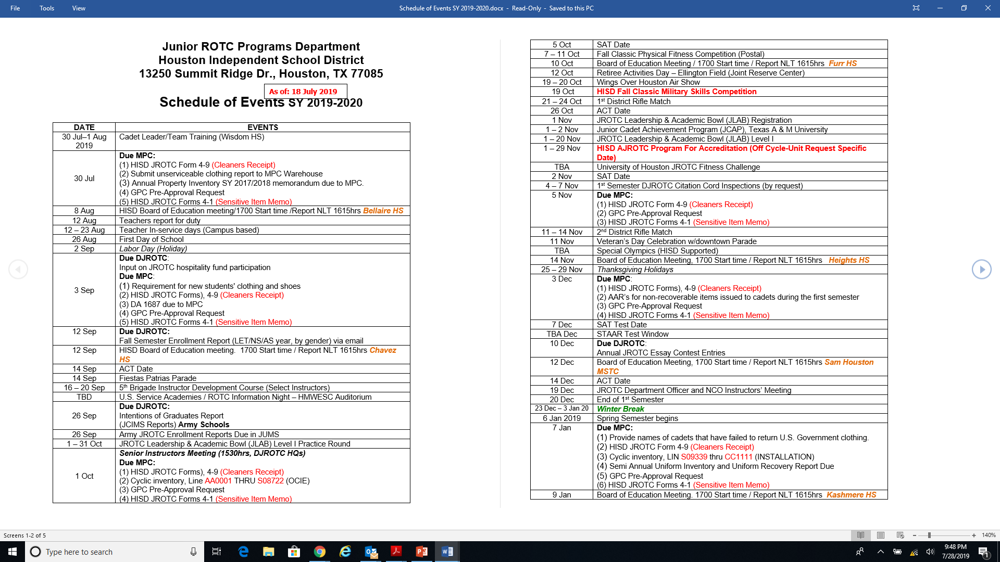 File Tools View Schedule of Events SY 2019-2020.docx - Read-Only - Saved to this PC
Junior ROTC Programs Department
Houston Independent School District
13250 Summit Ridge Dr., Houston, TX 77085
As of: 18 July 2019
Schedule of Events SY 2019-2020
DATE EVENTS
30 Jul–1 Aug Cadet Leader/Team Training (Wisdom HS)
2019
Due MPC:
(1) HISD JROTC Form 4-9 (Cleaners Receipt)
(2) Submit unserviceable clothing report to MPC Warehouse
30 Jul (3) Annual Property Inventory SY 2017/2018 memorandum due to MPC.
(4) GPC Pre-Approval Request
(5) HISD JROTC Forms 4-1 (Sensitive Item Memo)
8 Aug HISD Board of Education meeting/1700 Start time /Report NLT 1615hrs Bellaire HS
12 Aug Teachers report for duty
12 – 23 Aug Teacher In-service days (Campus based)
26 Aug First Day of School
2 Sep Labor Day (Holiday)
Due DJROTC:
Input on JROTC hospitality fund participation
Due MPC:
(1) Requirement for new students' clothing and shoes
3 Sep (2) HISD JROTC Forms), 4-9 (Cleaners Receipt)
(3) DA 1687 due to MPC
(4) GPC Pre-Approval Request
(5) HISD JROTC Forms 4-1 (Sensitive Item Memo)
12 Sep Due DJROTC:
Fall Semester Enrollment Report (LET/NS/AS year, by gender) via email
12 Sep HISD Board of Education meeting. 1700 Start time / Report NLT 1615hrs Chavez
HS
14 Sep ACT Date
14 Sep Fiestas Patrias Parade
16 – 20 Sep 5th Brigade Instructor Development Course (Select Instructors)
TBD U.S. Service Academies / ROTC Information Night – HMWESC Auditorium
Due DJROTC:
26 Sep Intentions of Graduates Report
(JCIMS Reports) Army Schools
26 Sep Army JROTC Enrollment Reports Due in JUMS
1 – 31 Oct JROTC Leadership & Academic Bowl (JLAB) Level I Practice Round
Senior Instructors Meeting (1530hrs, DJROTC HQs)
Due MPC:
1 Oct (1) HISD JROTC Forms), 4-9 (Cleaners Receipt)
(2) Cyclic inventory, Line AA0001 THRU S08722 (OCIE)
(3) GPC Pre-Approval Request
(4) HISD JROTC Forms 4-1 (Sensitive Item Memo)
5 Oct SAT Date
7 – 11 Oct Fall Classic Physical Fitness Competition (Postal)
10 Oct Board of Education Meeting / 1700 Start time / Report NLT 1615hrs Furr HS
12 Oct Retiree Activities Day – Ellington Field (Joint Reserve Center)
19 – 20 Oct Wings Over Houston Air Show
19 Oct HISD Fall Classic Military Skills Competition
21 – 24 Oct 1st District Rifle Match
26 Oct ACT Date
1 Nov JROTC Leadership & Academic Bowl (JLAB) Registration
1 – 2 Nov Junior Cadet Achievement Program (JCAP), Texas A & M University
1 – 20 Nov JROTC Leadership & Academic Bowl (JLAB) Level I
1 – 29 Nov HISD AJROTC Program For Accreditation (Off Cycle-Unit Request Specific
Date)
TBA University of Houston JROTC Fitness Challenge
2 Nov SAT Date
4 – 7 Nov 1st Semester DJROTC Citation Cord Inspections (by request)
5 Nov Due MPC:
(1) HISD JROTC Form 4-9 (Cleaners Receipt)
(2) GPC Pre-Approval Request
(3) HISD JROTC Forms 4-1 (Sensitive Item Memo)
11 – 14 Nov 2nd District Rifle Match
11 Nov Veteran's Day Celebration w/downtown Parade
TBA Special Olympics (HISD Supported)
14 Nov Board of Education Meeting, 1700 Start time / Report NLT 1615hrs Heights HS
25 – 29 Nov Thanksgiving Holidays
3 Dec Due MPC:
(1) HISD JROTC Forms), 4-9 (Cleaners Receipt)
(2) AAR's for non-recoverable items issued to cadets during the first semester
(3) GPC Pre-Approval Request
(4) HISD JROTC Forms 4-1 (Sensitive Item Memo)
7 Dec SAT Test Date
TBA Dec STAAR Test Window
10 Dec Due DJROTC:
Annual JROTC Essay Contest Entries
12 Dec Board of Education Meeting, 1700 Start time / Report NLT 1615hrs Sam Houston
MSTC
14 Dec ACT Date
19 Dec JROTC Department Officer and NCO Instructors' Meeting
20 Dec End of 1st Semester
23 Dec – 3 Jan 20 Winter Break
6 Jan 2019 Spring Semester begins
7 Jan Due MPC:
(1) Provide names of cadets that have failed to return U.S. Government clothing.
(2) HISD JROTC Form 4-9 (Cleaners Receipt)
(3) Cyclic inventory, LIN S09339 thru CC1111 (INSTALLATION)
(4) Semi Annual Uniform Inventory and Uniform Recovery Report Due
(5) GPC Pre-Approval Request
(6) HISD JROTC Forms 4-1 (Sensitive Item Memo)
9 Jan Board of Education Meeting. 1700 Start time / Report NLT 1615hrs Kashmere HS
Screens 1-2 of 5 140%
Type here to search
9:48 PM
7/28/2019